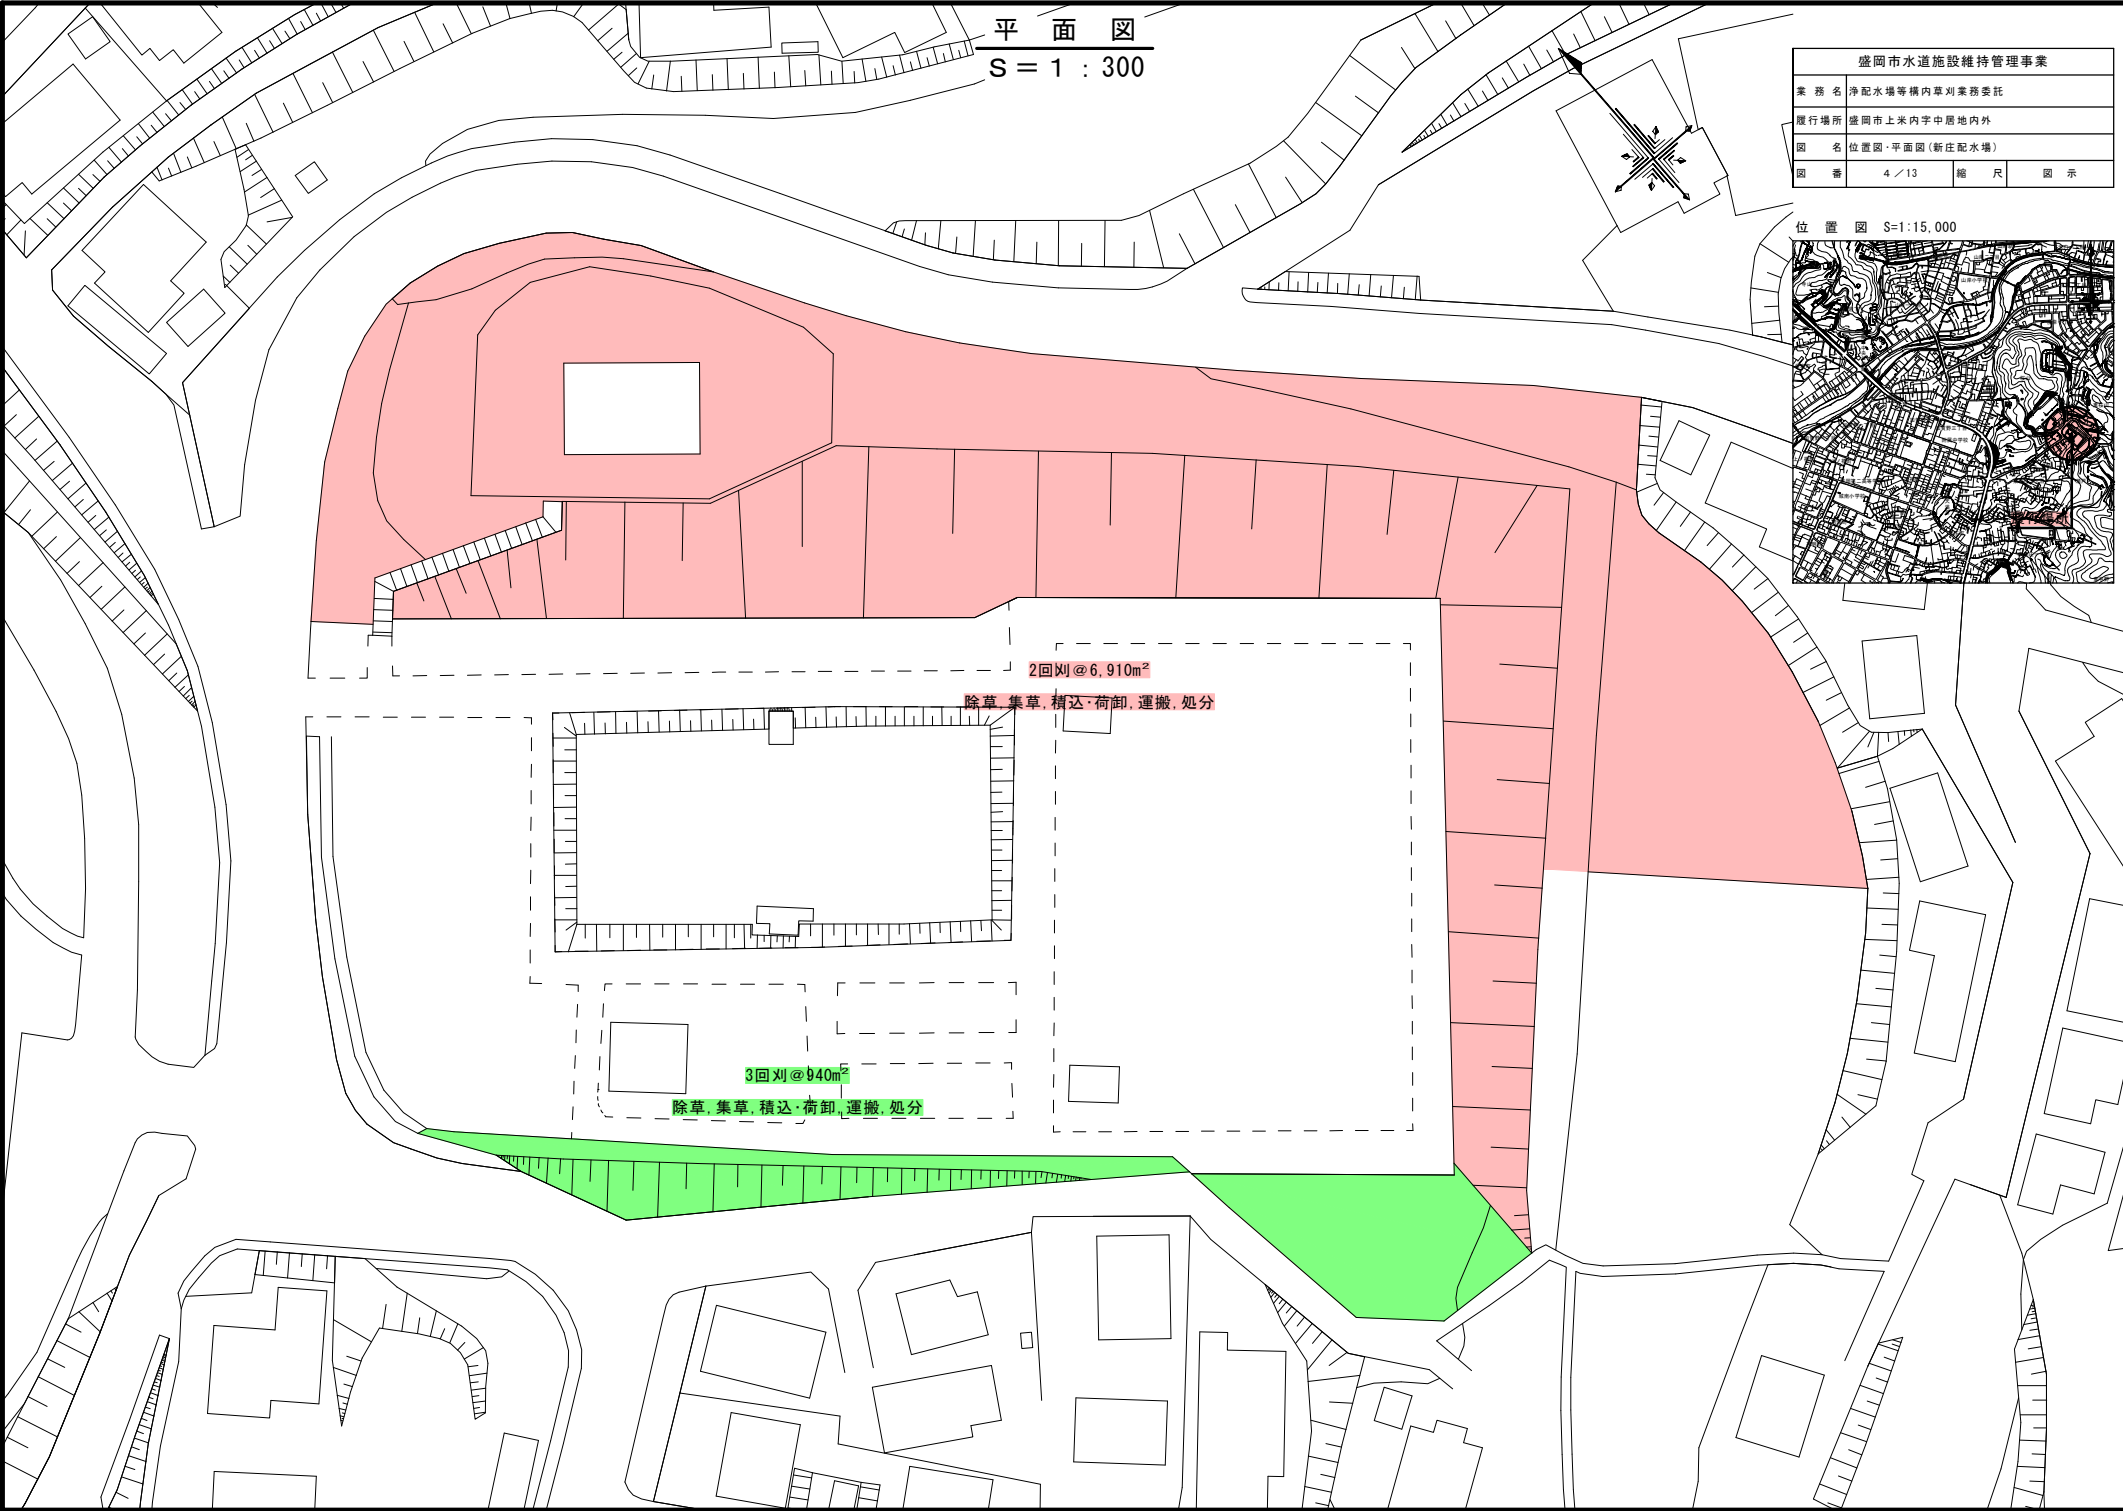 平面図
S=1:300
盛岡市水道施設維持管理事業
業務名 浄配水場等構内草刈業務委託
履行場所 盛岡市上米内字中居地内外
図名 位置図・平面図(新庄配水場)
図番 4/13 縮尺 図示
位置図 S=1:15,000
2回刈@6,910m²
除草,集草,積込・荷卸,運搬,処分
3回刈@940m²
除草,集草,積込・荷卸,運搬,処分